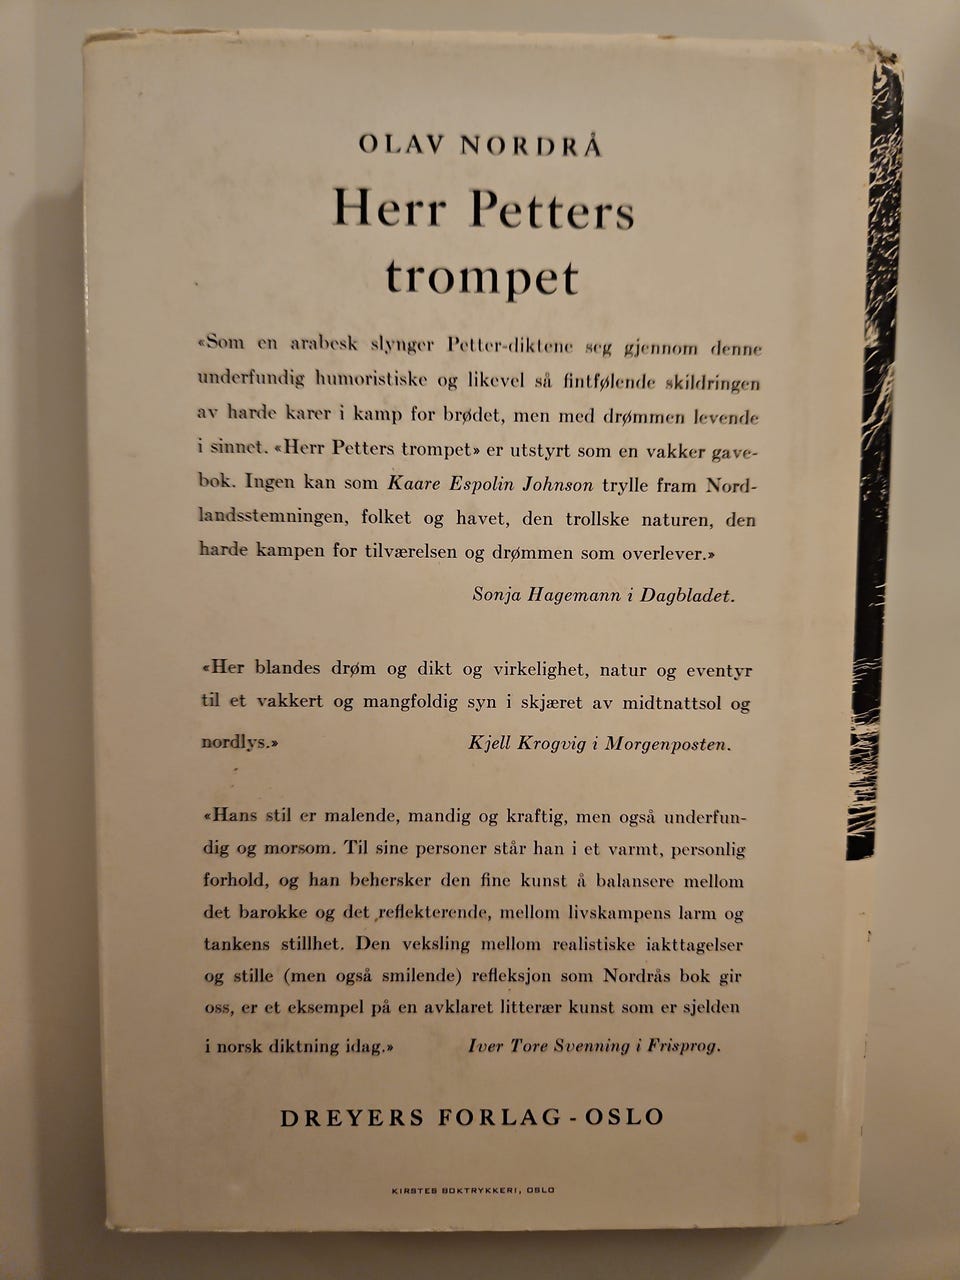 OLAV NORDRÅ
Herr Petters
trompet
«Som en arabesk slynger Petter-diktene seg gjennom denne
underfundig humoristiske og likevel så fintfølende skildringen
av harde karer i kamp for brødet, men med drømmen levende
i sinnet. «Herr Petters trompet» er utstyrt som en vakker gave-
bok. Ingen kan som Kaare Espolin Johnson trylle fram Nord-
landsstemningen, folket og havet, den trollske naturen, den
harde kampen for tilværelsen og drømmen som overlever.»
Sonja Hagemann i Dagbladet.
«Her blandes drøm og dikt og virkelighet, natur og eventyr
til et vakkert og mangfoldig syn i skjæret av midtnattsol og
nordlys.» Kjell Krogvig i Morgenposten.
«Hans stil er malende, mandig og kraftig, men også underfun-
dig og morsom. Til sine personer står han i et varmt, personlig
forhold, og han behersker den fine kunst å balansere mellom
det barokke og det reflekterende, mellom livskampens larm og
tankens stillhet. Den veksling mellom realistiske iakttagelser
og stille (men også smilende) refleksjon som Nordrås bok gir
oss, er et eksempel på en avklaret litterær kunst som er sjelden
i norsk diktning idag.» Iver Tore Svenning i Frisprog.
DREYERS FORLAG - OSLO
KIRSTES BOKTRYKKERI, OSLO